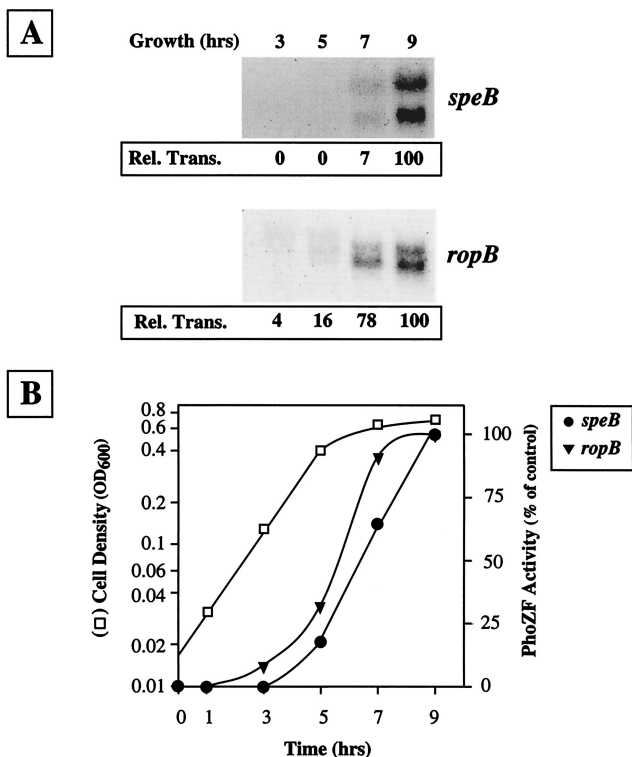 A
Growth (hrs) 3 5 7 9
speB
Rel. Trans. 0 0 7 100
ropB
Rel. Trans. 4 16 78 100
B
0.8
0.6
0.4
0.2
0.1
0.06
0.04
0.02
0.01
(□) Cell Density (OD600)
100
75
50
25
0
PhoZF Activity (% of control)
● speB
▼ ropB
0 1 3 5 7 9
Time (hrs)